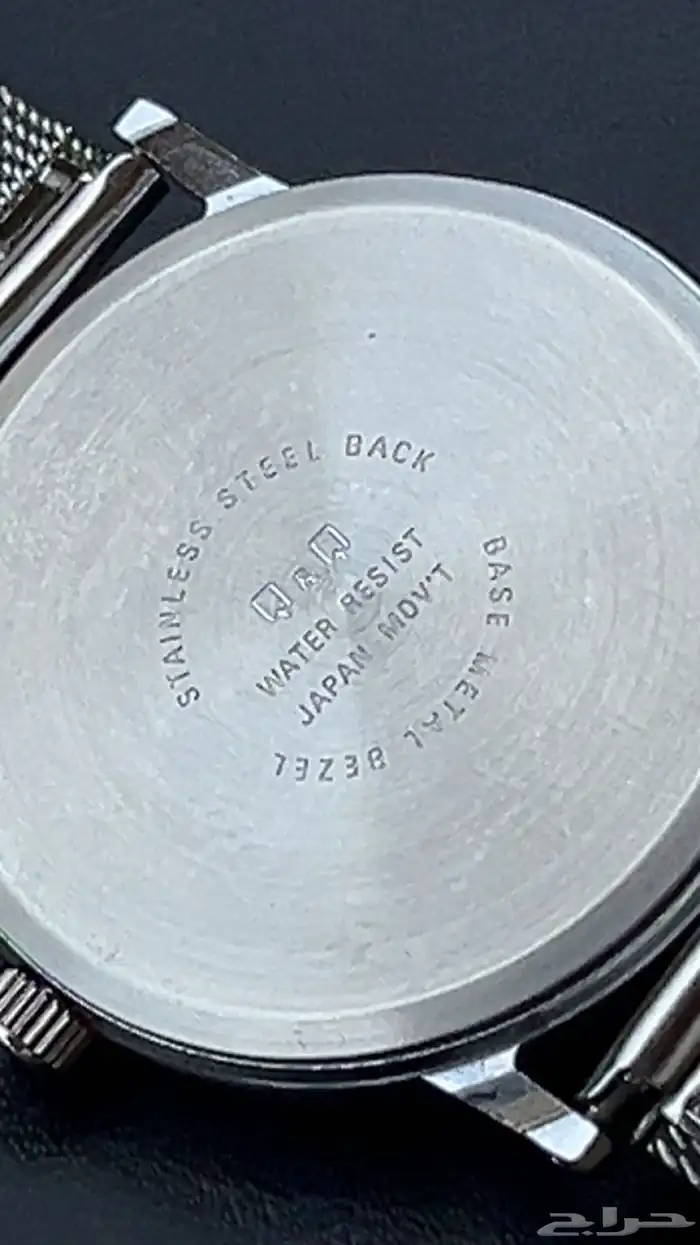 STAINLESS STEEL BACK
Q&Q
WATER RESIST
JAPAN MOV'T
BASE METAL BEZEL
حراج